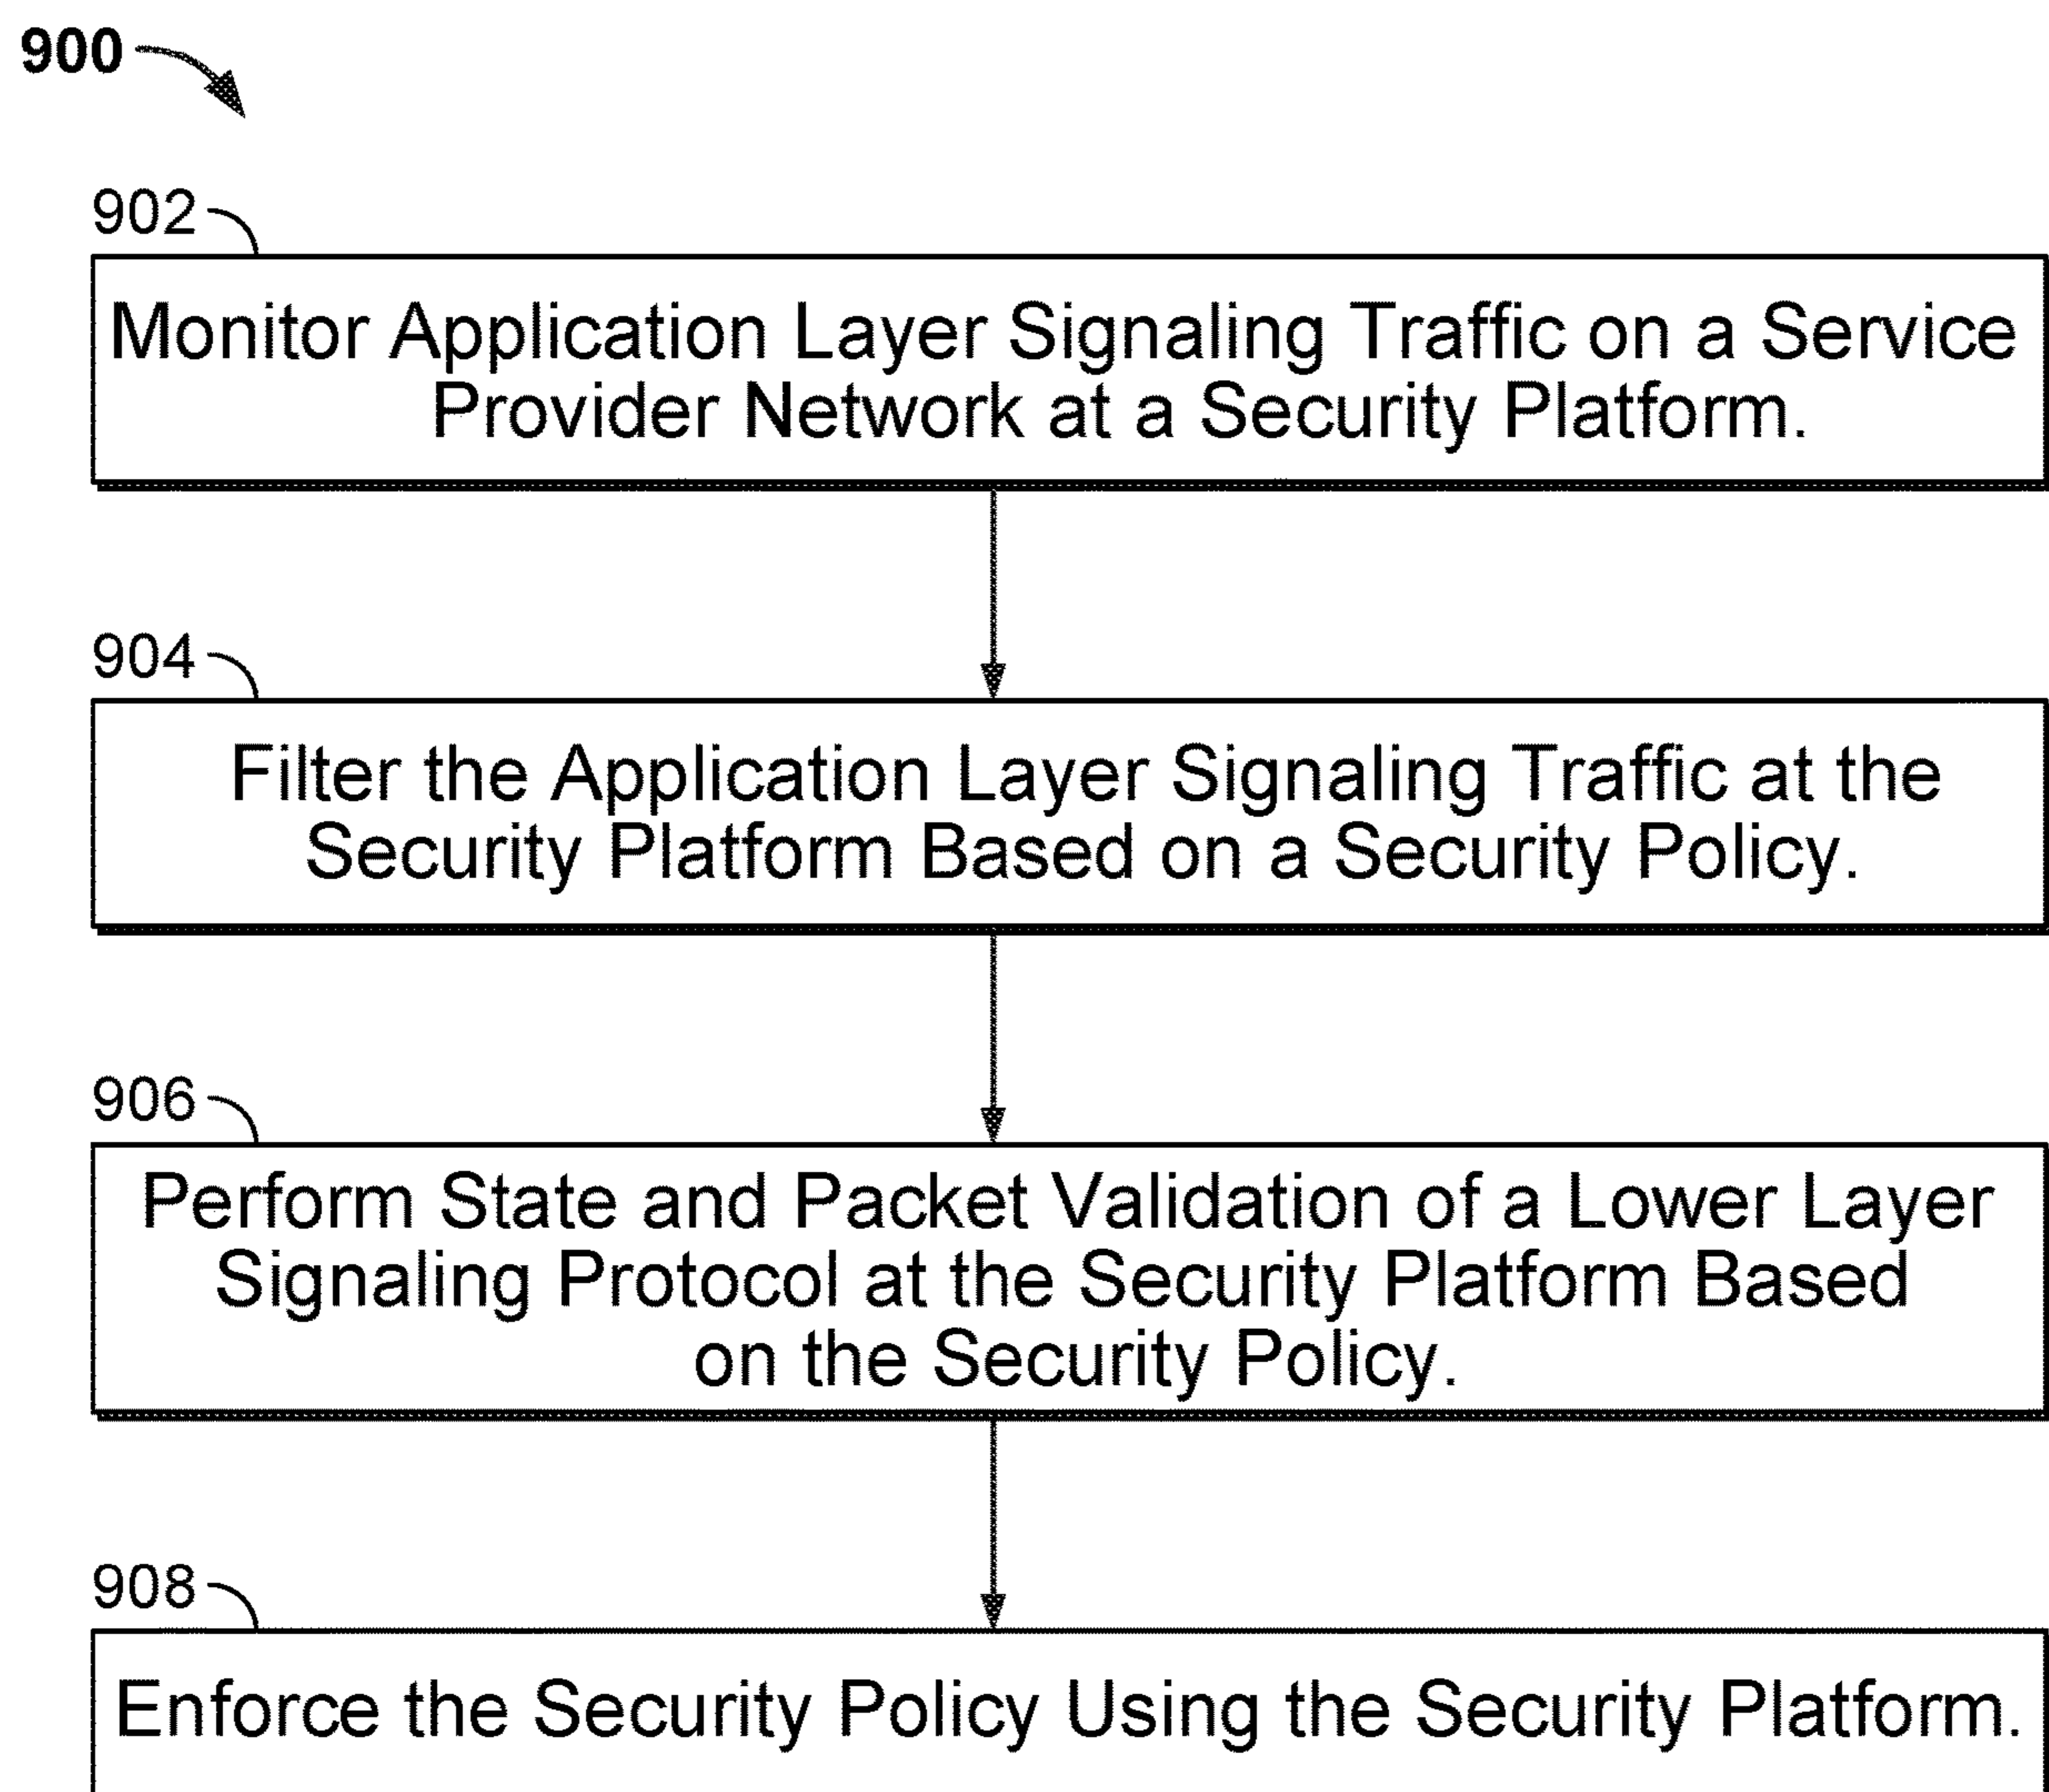 900
902
Monitor Application Layer Signaling Traffic on a Service
Provider Network at a Security Platform.
904
Filter the Application Layer Signaling Traffic at the
Security Platform Based on a Security Policy.
906
Perform State and Packet Validation of a Lower Layer
Signaling Protocol at the Security Platform Based
on the Security Policy.
908
Enforce the Security Policy Using the Security Platform.